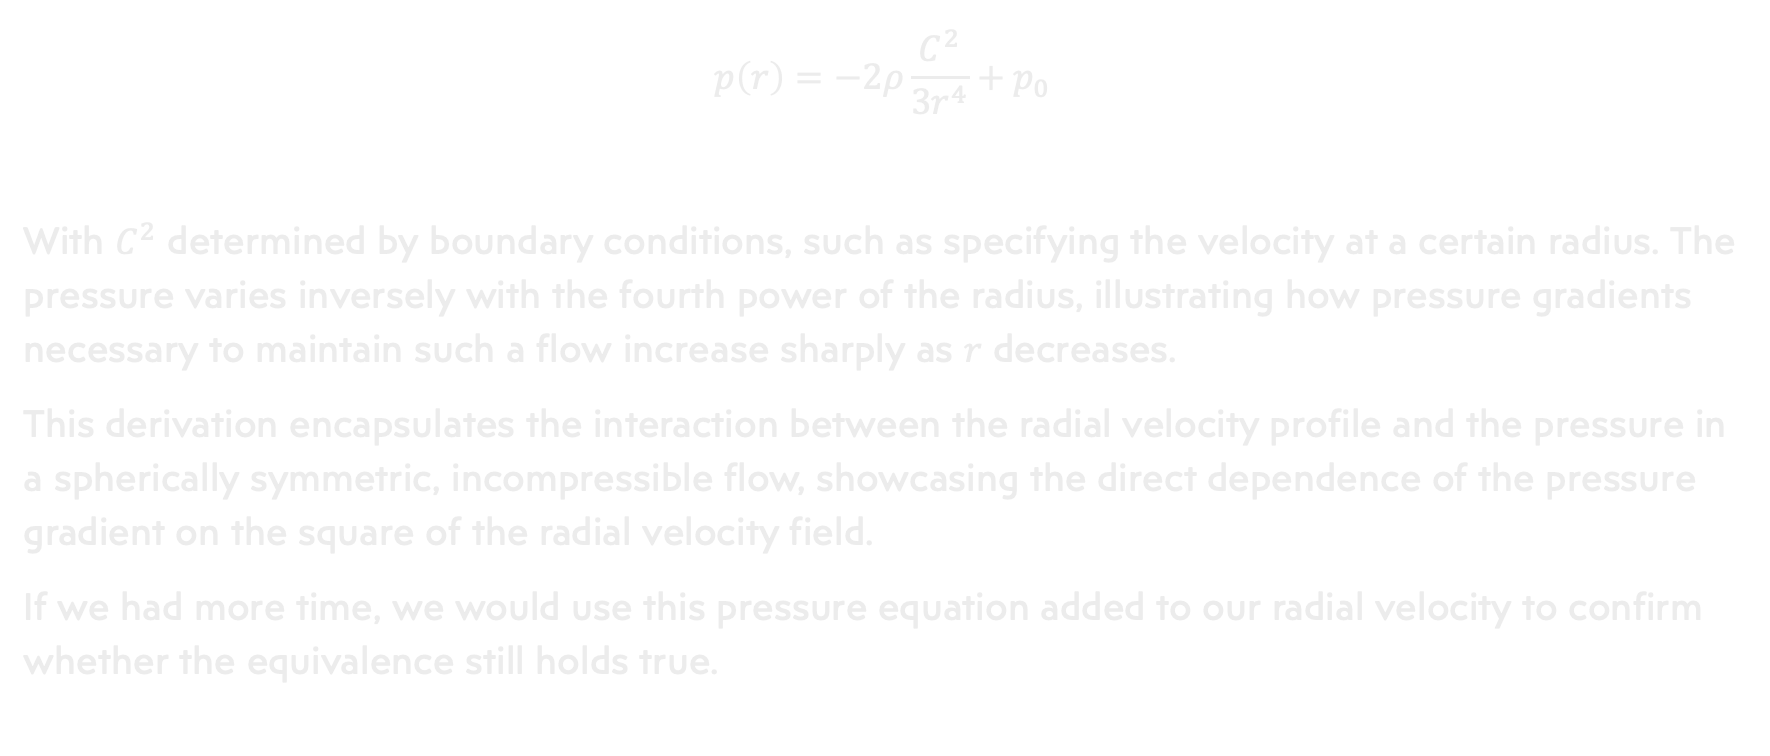 p(r) = −2ρ C²/3r⁴ + p₀
With C² determined by boundary conditions, such as specifying the velocity at a certain radius. The
pressure varies inversely with the fourth power of the radius, illustrating how pressure gradients
necessary to maintain such a flow increase sharply as r decreases.
This derivation encapsulates the interaction between the radial velocity profile and the pressure in
a spherically symmetric, incompressible flow, showcasing the direct dependence of the pressure
gradient on the square of the radial velocity field.
If we had more time, we would use this pressure equation added to our radial velocity to confirm
whether the equivalence still holds true.